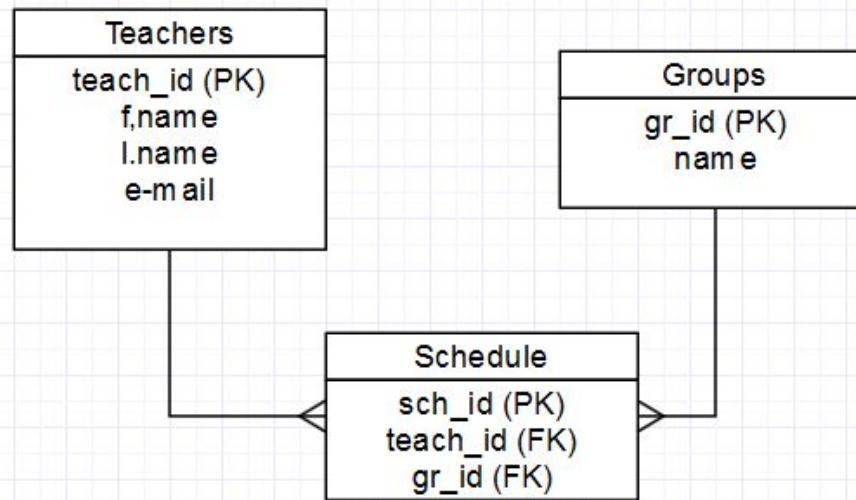 Teachers
teach_id (PK)
f,name
l.name
e-mail
Groups
gr_id (PK)
name
Schedule
sch_id (PK)
teach_id (FK)
gr_id (FK)